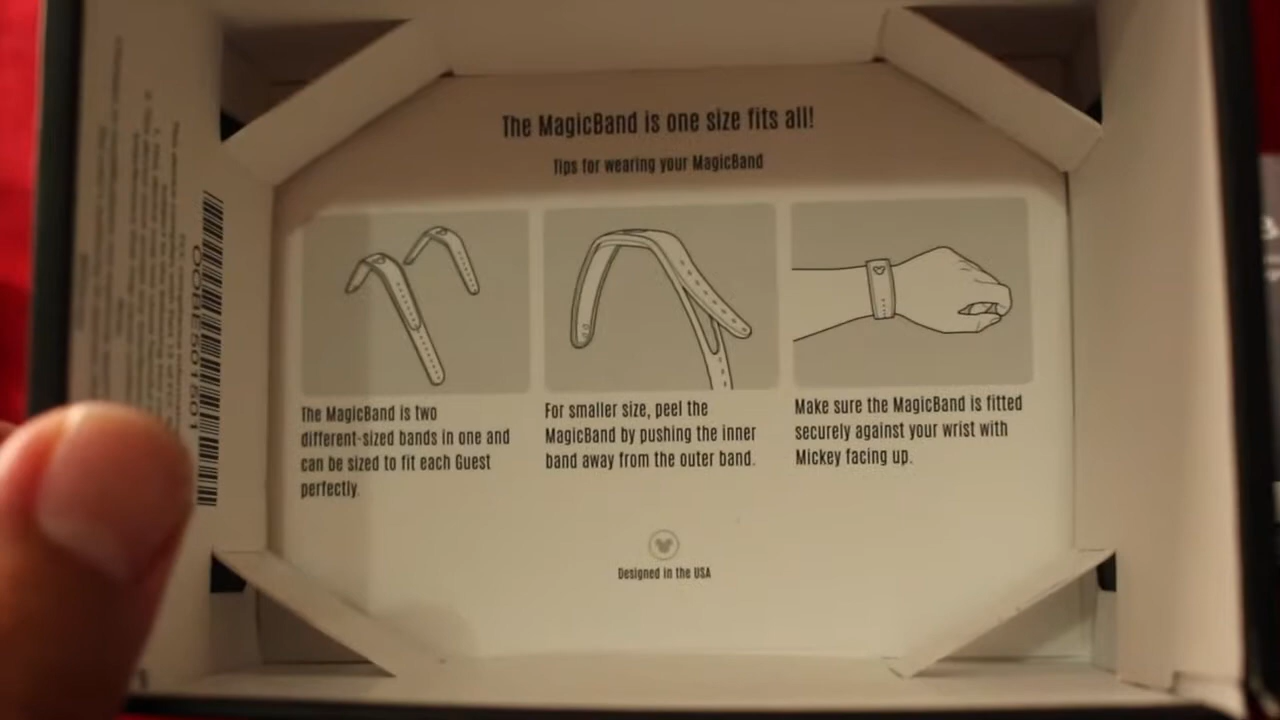 The MagicBand is one size fits all!
Tips for wearing your MagicBand
The MagicBand is two
different-sized bands in one and
can be sized to fit each Guest
perfectly.
For smaller size, peel the
MagicBand by pushing the inner
band away from the outer band.
Make sure the MagicBand is fitted
securely against your wrist with
Mickey facing up.
Designed in the USA